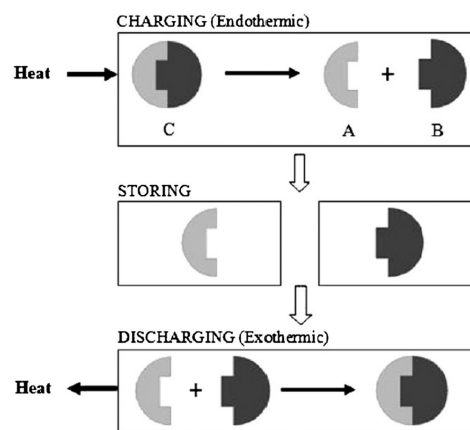 CHARGING (Endothermic)
Heat
+
C
A
B
STORING
DISCHARGING (Exothermic)
Heat
+